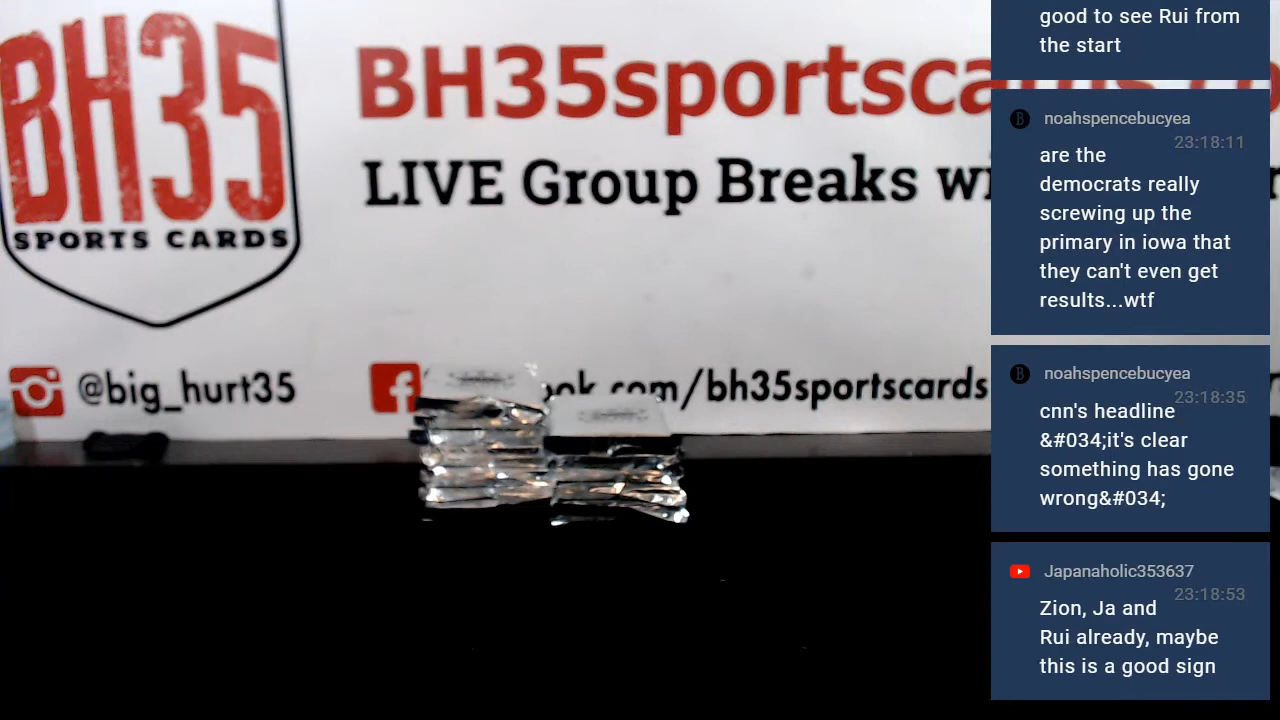 BH35
SPORTS CARDS
BH35sportsca
LIVE Group Breaks wi
@big_hurt35
ook.com/bh35sportscards
good to see Rui from
the start
noahspencebucyea
23:18:11
are the
democrats really
screwing up the
primary in iowa that
they can't even get
results...wtf
noahspencebucyea
23:18:35
cnn's headline
&#034;it's clear
something has gone
wrong&#034;
Japanaholic353637
23:18:53
Zion, Ja and
Rui already, maybe
this is a good sign